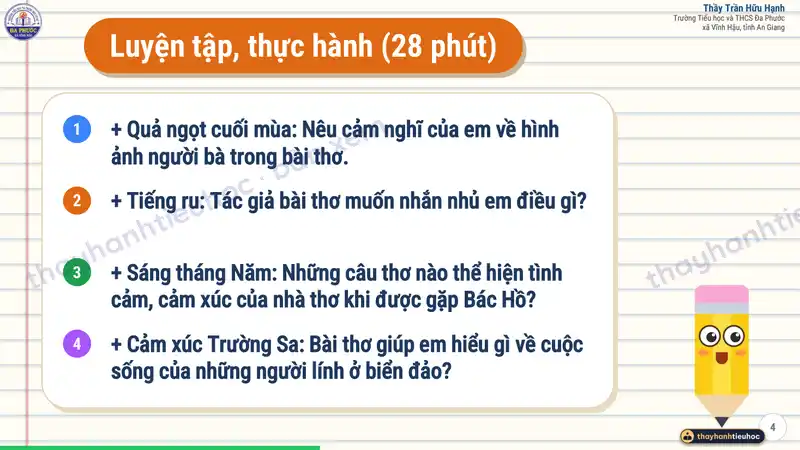 Thầy Trần Hữu Hạnh
Trường Tiểu học và THCS Đa Phước
xã Vĩnh Hậu, tỉnh An Giang
ĐA PHƯỚC
Luyện tập, thực hành (28 phút)
1 + Quả ngọt cuối mùa: Nêu cảm nghĩ của em về hình
ảnh người bà trong bài thơ.
2 + Tiếng ru: Tác giả bài thơ muốn nhắn nhủ em điều gì?
3 + Sáng tháng Năm: Những câu thơ nào thể hiện tình
cảm, cảm xúc của nhà thơ khi được gặp Bác Hồ?
4 + Cảm xúc Trường Sa: Bài thơ giúp em hiểu gì về cuộc
sống của những người lính ở biển đảo?
thayhanhtieuhoc · bản xem
thayhanhtieuhoc
4